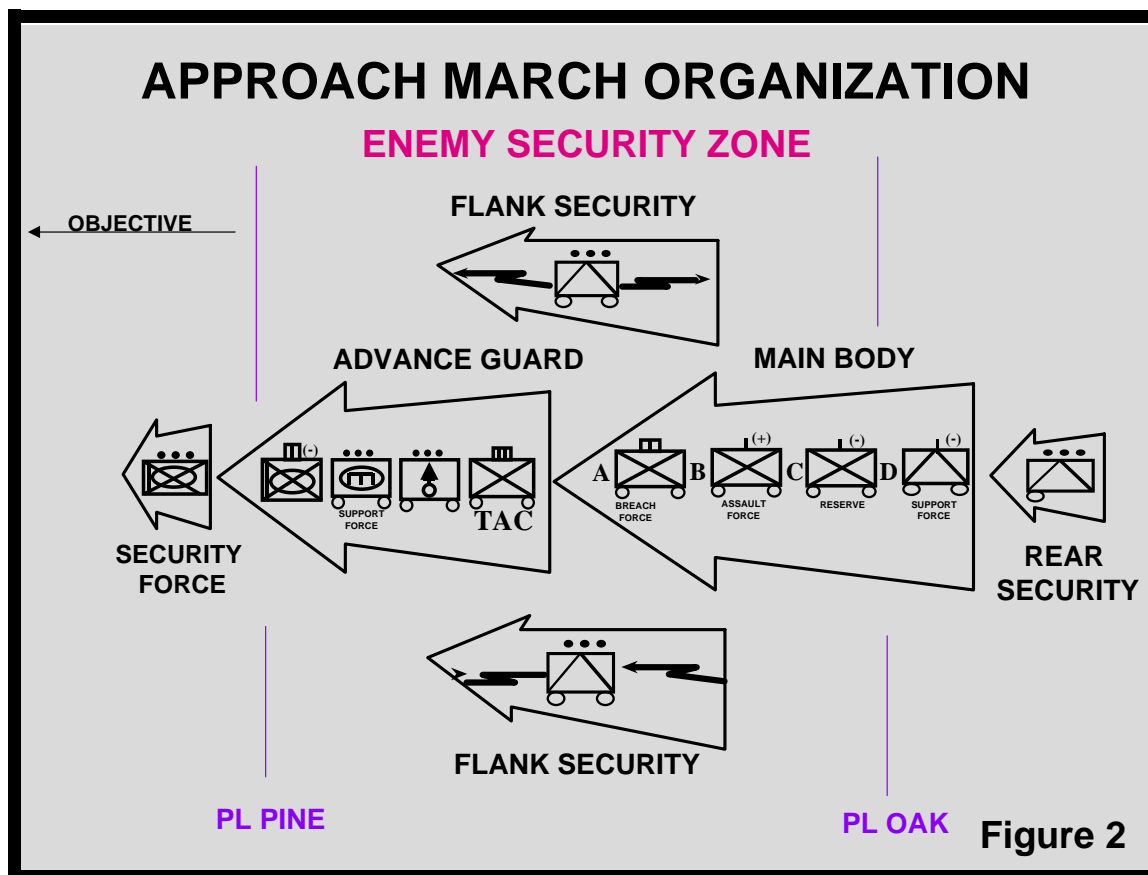 APPROACH MARCH ORGANIZATION
ENEMY SECURITY ZONE
OBJECTIVE
FLANK SECURITY
ADVANCE GUARD
MAIN BODY
(-)
(+)
(-)
(-)
A
B
C
D
SUPPORT
FORCE
TAC
BREACH
FORCE
ASSAULT
FORCE
RESERVE
SUPPORT
FORCE
SECURITY
FORCE
REAR
SECURITY
FLANK SECURITY
PL PINE
PL OAK
Figure 2